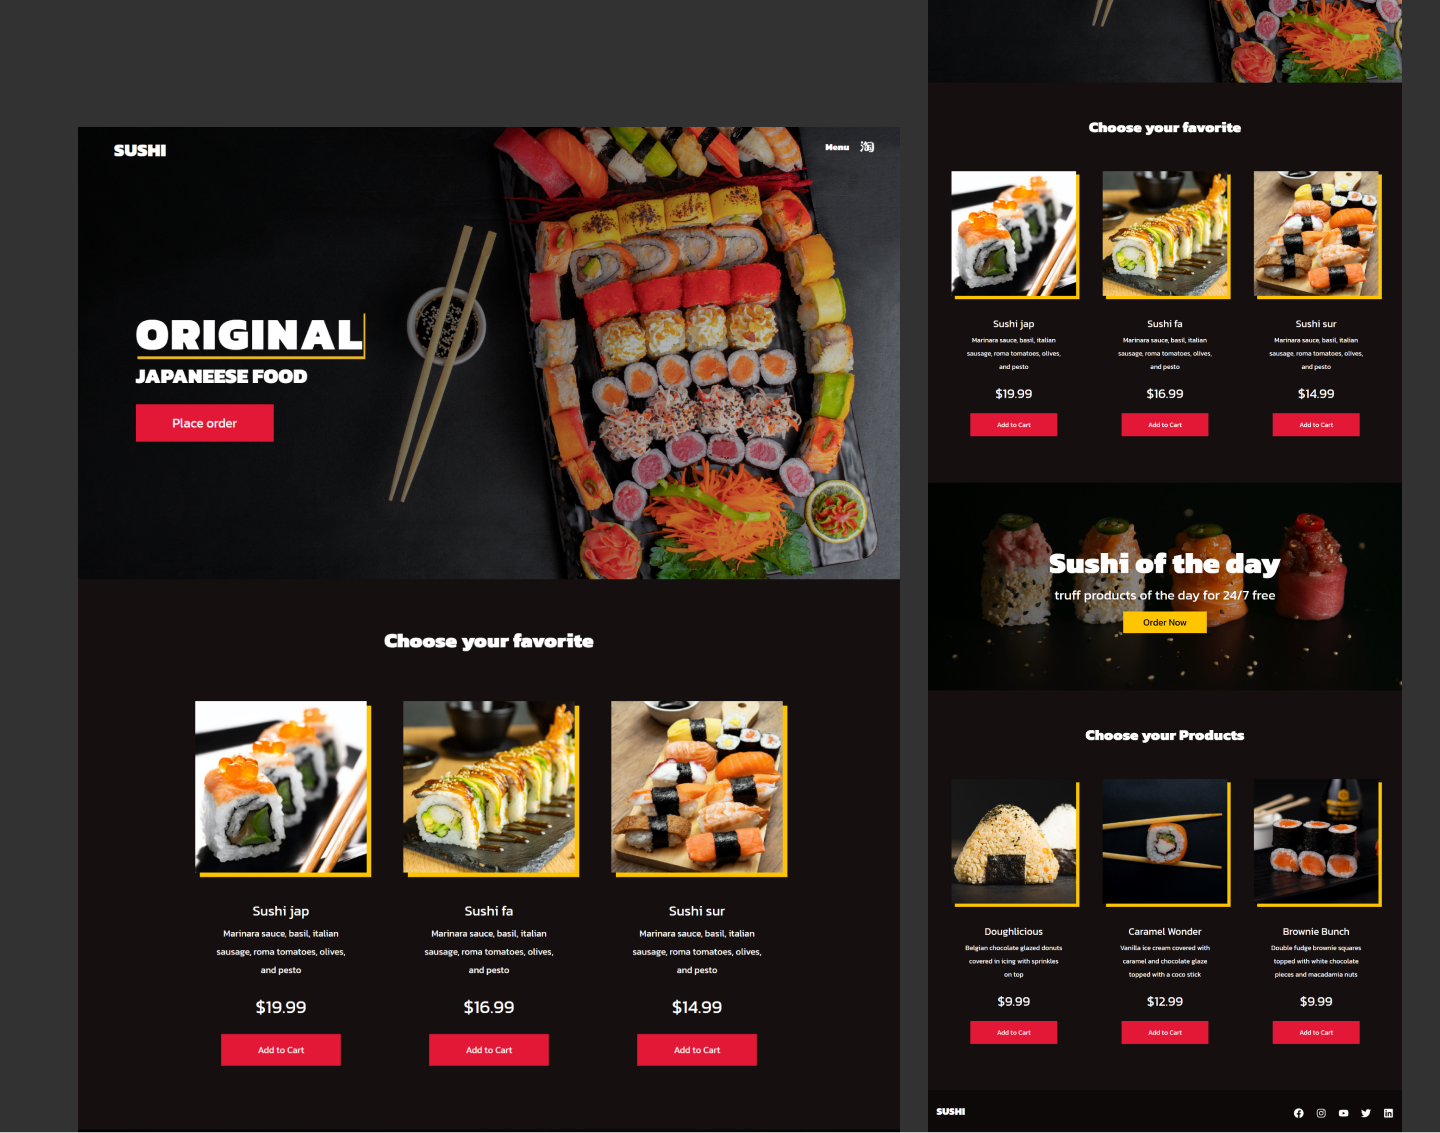 SUSHI
Menu
ORIGINAL
JAPANEESE FOOD
Place order
Choose your favorite
Sushi jap
Marinara sauce, basil, italian
sausage, roma tomatoes, olives,
and pesto
$19.99
Add to Cart
Sushi fa
Marinara sauce, basil, italian
sausage, roma tomatoes, olives,
and pesto
$16.99
Add to Cart
Sushi sur
Marinara sauce, basil, italian
sausage, roma tomatoes, olives,
and pesto
$14.99
Add to Cart
Choose your favorite
Sushi jap
Marinara sauce, basil, italian
sausage, roma tomatoes, olives,
and pesto
$19.99
Add to Cart
Sushi fa
Marinara sauce, basil, italian
sausage, roma tomatoes, olives,
and pesto
$16.99
Add to Cart
Sushi sur
Marinara sauce, basil, italian
sausage, roma tomatoes, olives,
and pesto
$14.99
Add to Cart
Sushi of the day
truff products of the day for 24/7 free
Order Now
Choose your Products
Doughlicious
Belgian chocolate glazed donuts
covered in icing with sprinkles
on top
$9.99
Add to Cart
Caramel Wonder
Vanilla ice cream covered with
caramel and chocolate glaze
topped with a coco stick
$12.99
Add to Cart
Brownie Bunch
Double fudge brownie squares
topped with white chocolate
pieces and macadamia nuts
$9.99
Add to Cart
SUSHI